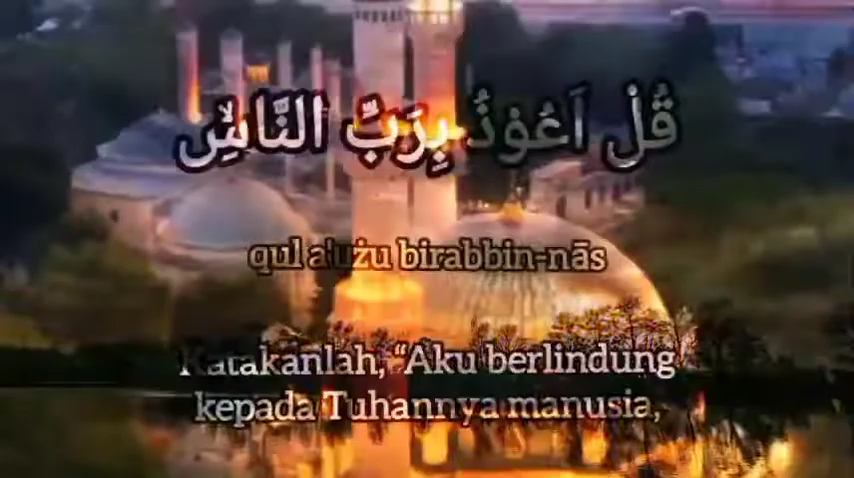 قُلْ اَعُوْذُ بِرَبِّ النَّاسِۙ
qul a'użu birabbin-nās
Katakanlah, “Aku berlindung
kepada Tuhannya manusia,